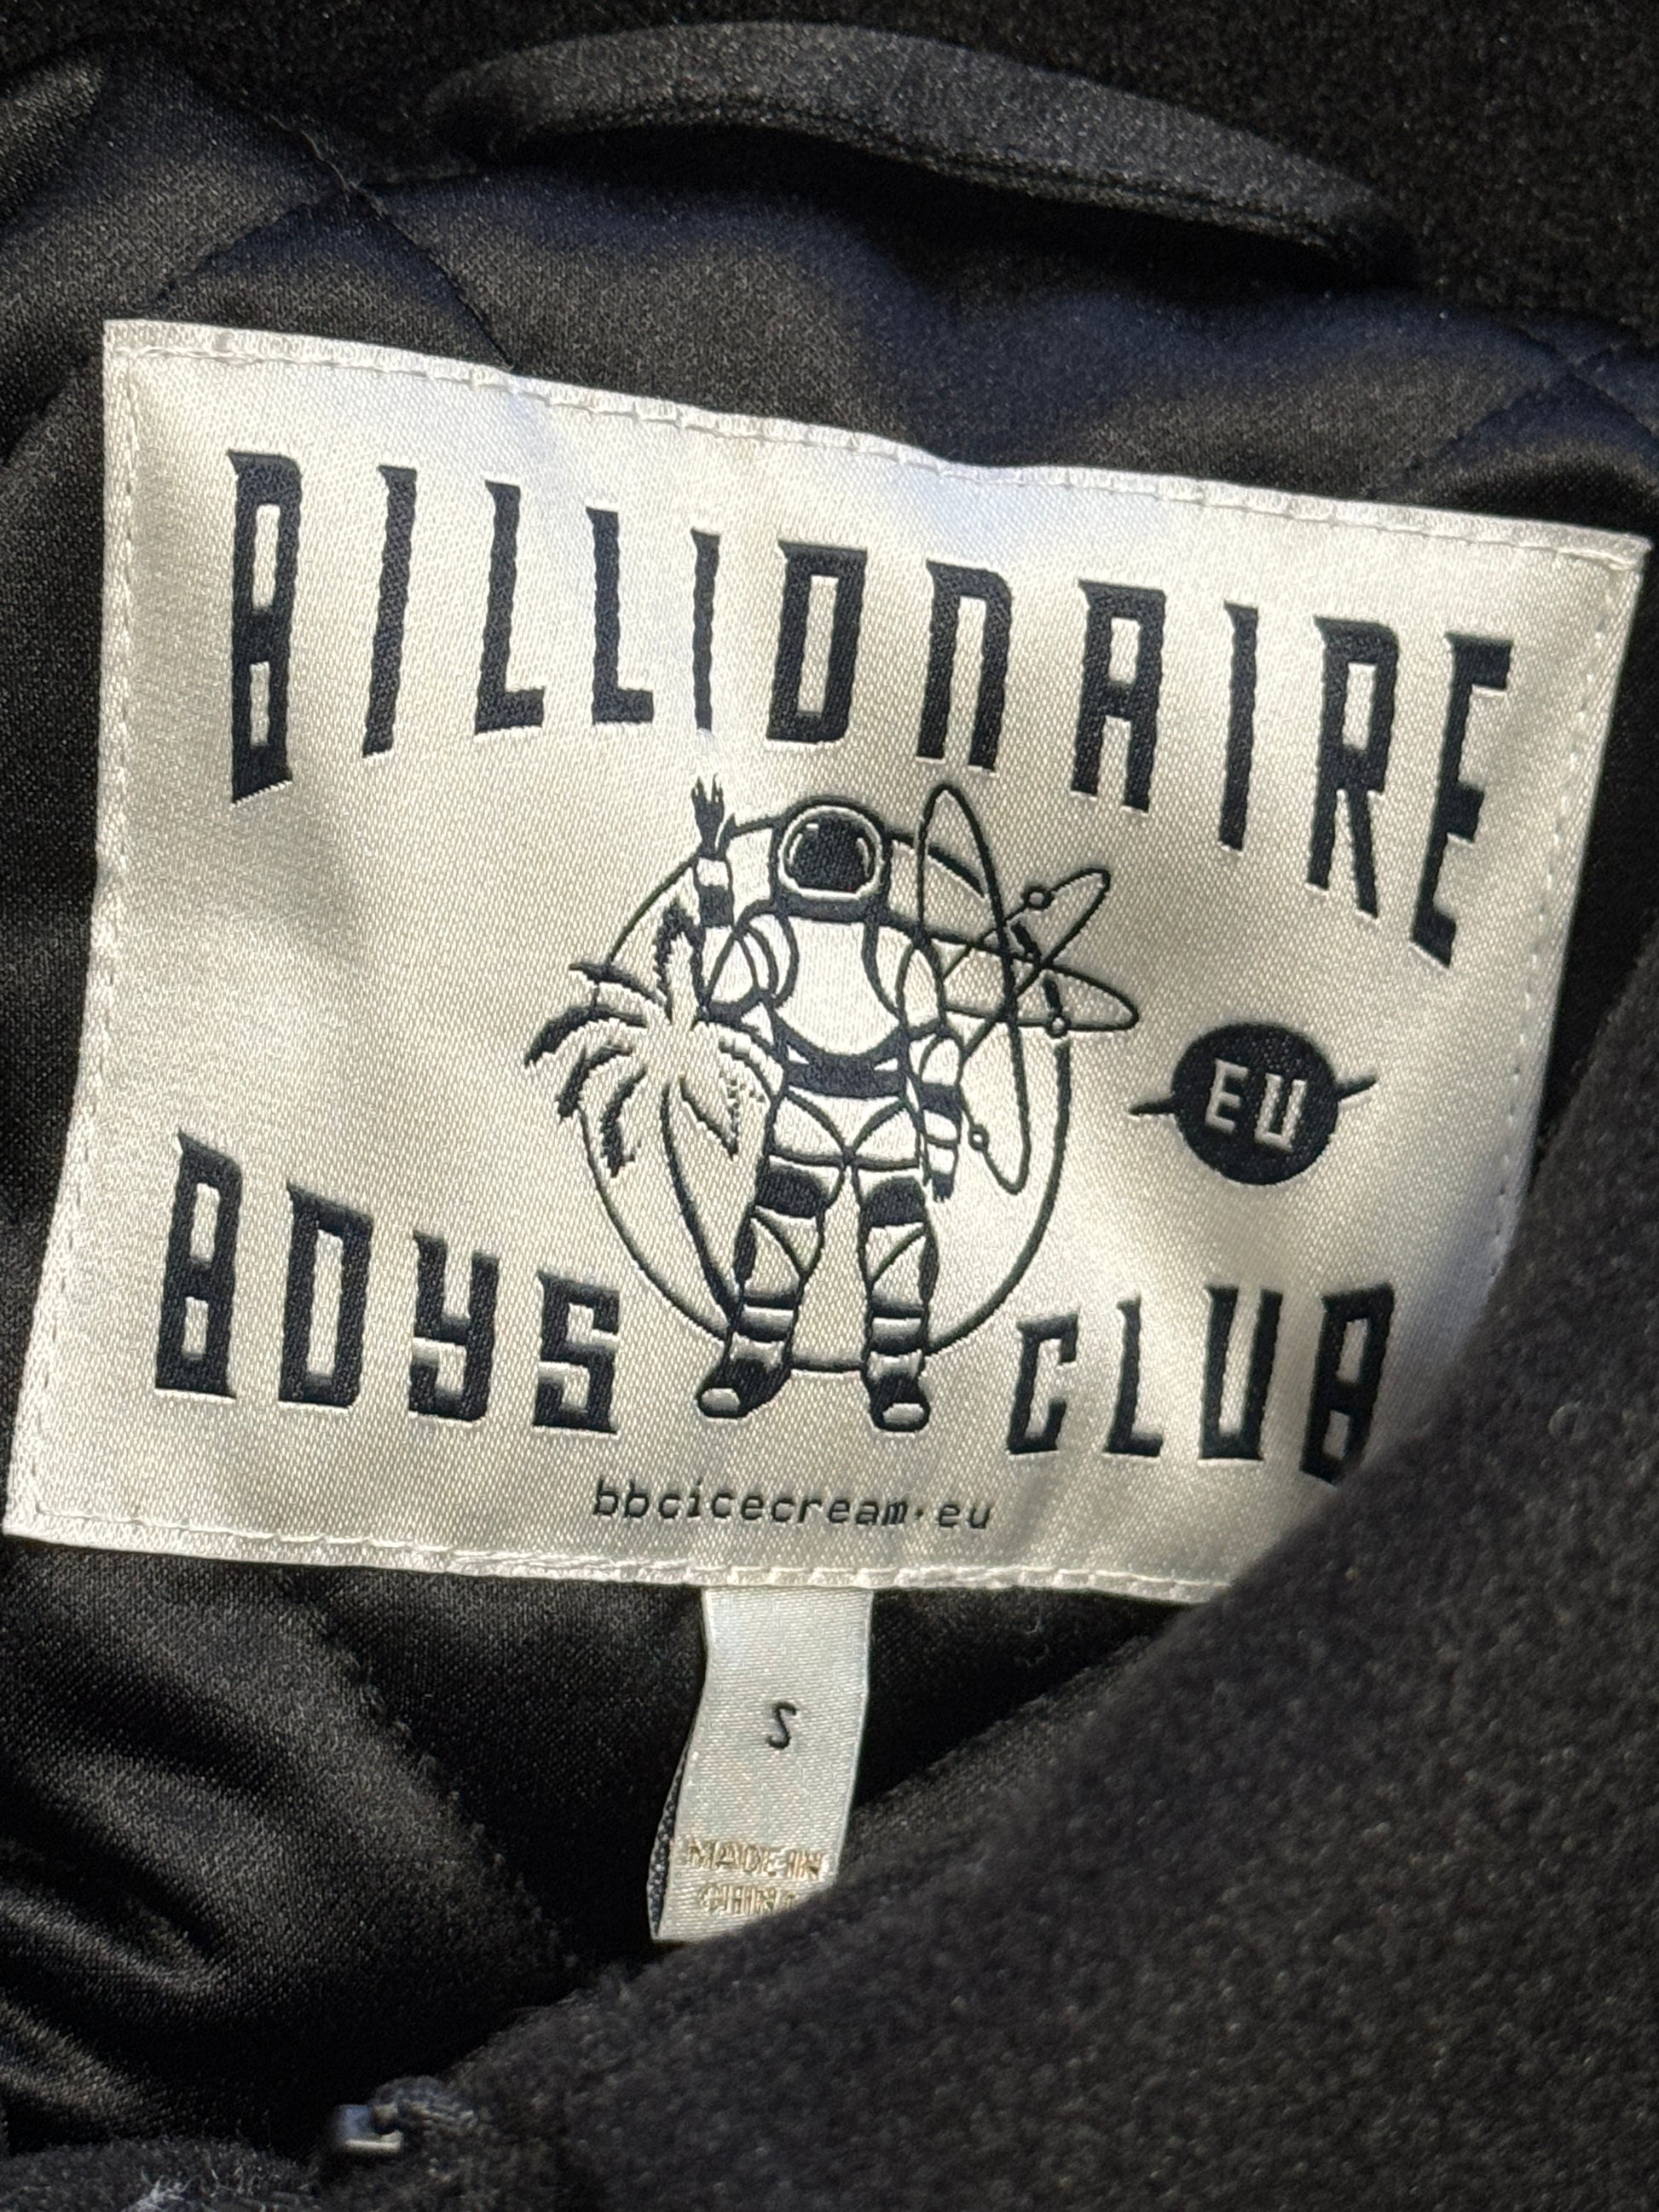 BILLIONAIRE
EU
BOYS CLUB
bbcicecream.eu
S
MADE IN
CHINA